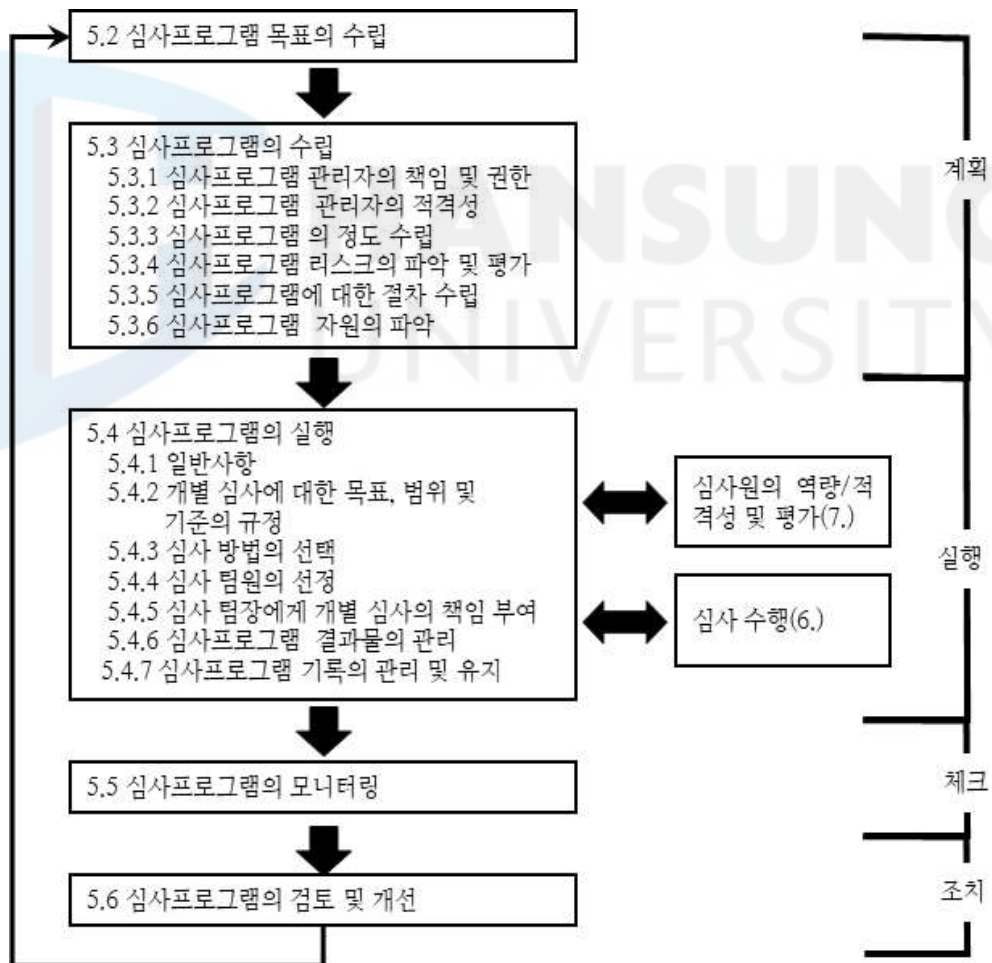 5.2 심사프로그램 목표의 수립
5.3 심사프로그램의 수립
5.3.1 심사프로그램 관리자의 책임 및 권한
5.3.2 심사프로그램 관리자의 적격성
5.3.3 심사프로그램 의 정도 수립
5.3.4 심사프로그램 리스크의 파악 및 평가
5.3.5 심사프로그램에 대한 절차 수립
5.3.6 심사프로그램 자원의 파악
계획
5.4 심사프로그램의 실행
5.4.1 일반사항
5.4.2 개별 심사에 대한 목표, 범위 및
기준의 규정
5.4.3 심사 방법의 선택
5.4.4 심사 팀원의 선정
5.4.5 심사 팀장에게 개별 심사의 책임 부여
5.4.6 심사프로그램 결과물의 관리
5.4.7 심사프로그램 기록의 관리 및 유지
심사원의 역량/적
격성 및 평가(7.)
심사 수행(6.)
실행
5.5 심사프로그램의 모니터링
체크
5.6 심사프로그램의 검토 및 개선
조치
ANSUNG
UNIVERSITY